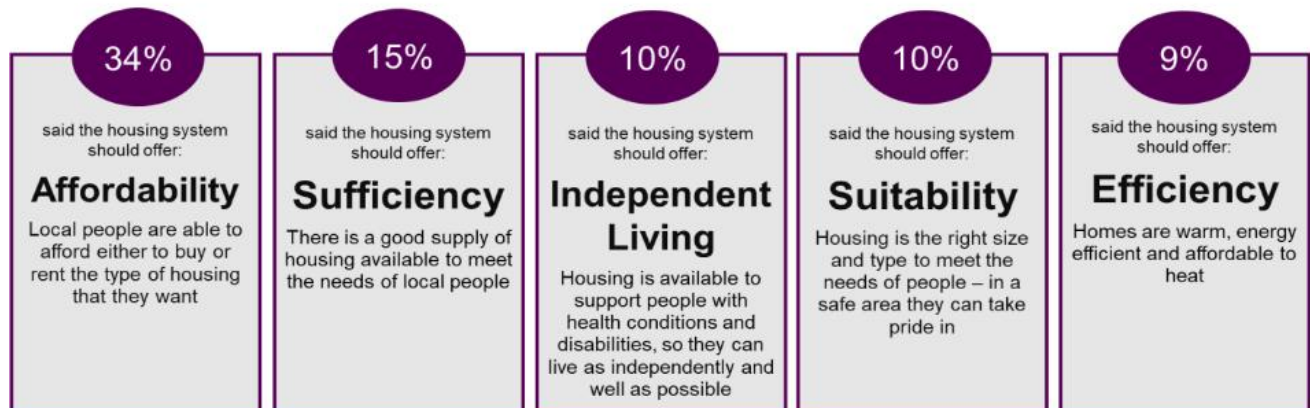 34%
said the housing system
should offer:
Affordability
Local people are able to
afford either to buy or
rent the type of housing
that they want
15%
said the housing system
should offer:
Sufficiency
There is a good supply of
housing available to meet
the needs of local people
10%
said the housing system
should offer:
Independent
Living
Housing is available to
support people with
health conditions and
disabilities, so they can
live as independently and
well as possible
10%
said the housing system
should offer:
Suitability
Housing is the right size
and type to meet the
needs of people – in a
safe area they can take
pride in
9%
said the housing system
should offer:
Efficiency
Homes are warm, energy
efficient and affordable to
heat